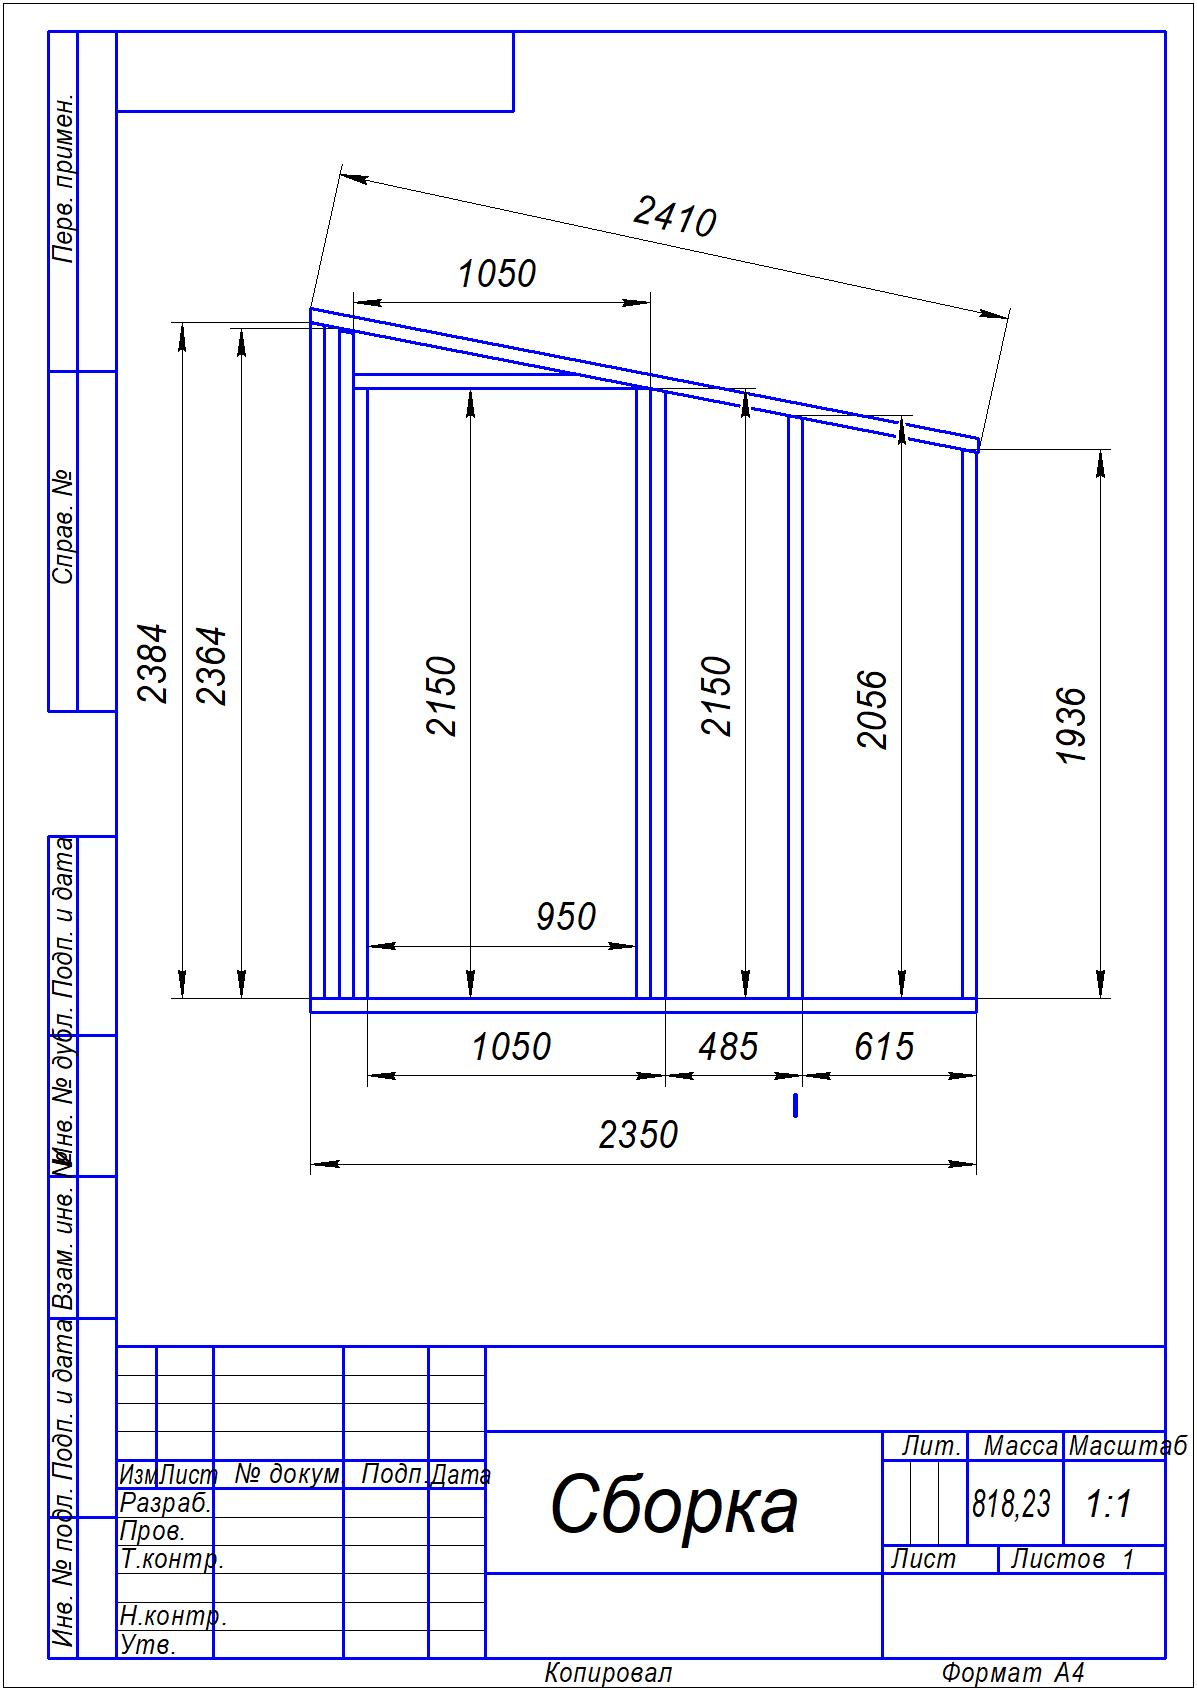 Перв. примен.
Справ. №
Подп. и дата
Инв. № дубл.
Взам. инв. №
Подп. и дата
Инв. № подл.
2410
1050
2384
2364
2150
2150
2056
1936
950
1050
485
615
2350
Изм Лист № докум. Подп. Дата
Разраб.
Пров.
Т.контр.
Н.контр.
Утв.
Сборка
Лит. Масса Масштаб
818,23 1:1
Лист Листов 1
Копировал Формат А4